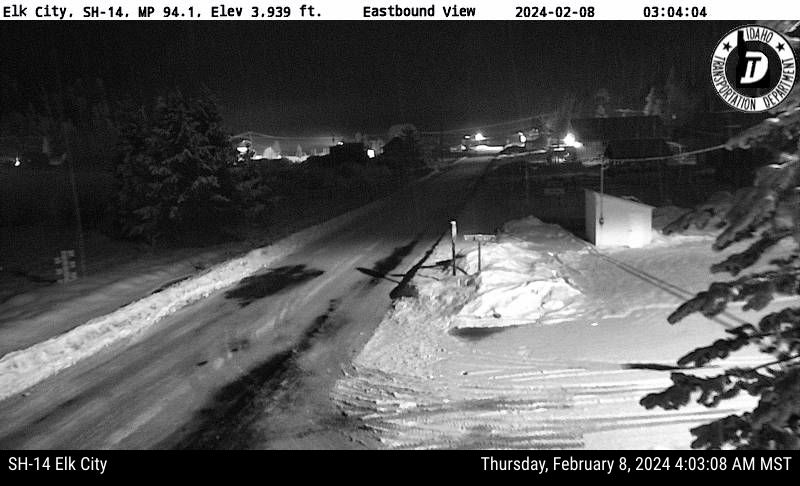 Elk City, SH-14, MP 94.1, Elev 3,939 ft. Eastbound View 2024-02-08 03:04:04
IDAHO
TRANSPORTATION DEPARTMENT
SH-14 Elk City Thursday, February 8, 2024 4:03:08 AM MST